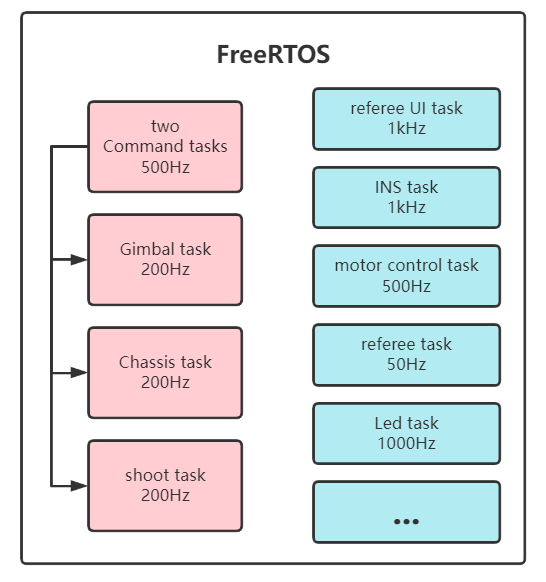 FreeRTOS
two
Command tasks
500Hz
Gimbal task
200Hz
Chassis task
200Hz
shoot task
200Hz
referee UI task
1kHz
INS task
1kHz
motor control task
500Hz
referee task
50Hz
Led task
1000Hz
...